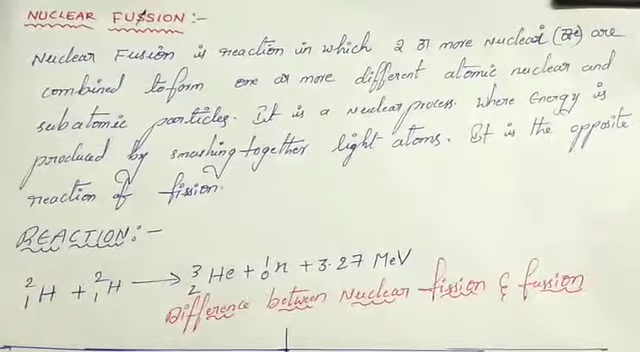 NUCLEAR FUSSION :-
Nuclear Fusion is reaction in which 2 or more Nuclei are
combined to form one or more different atomic nuclear and
subatomic particles. It is a nuclear process. where Energy is
produced by smashing together light atoms. It is the opposite
reaction of fission.
REACTION:-
²₁H + ²₁H → ³₂He + ¹₀n + 3.27 MeV
Difference between Nuclear fission & fussion